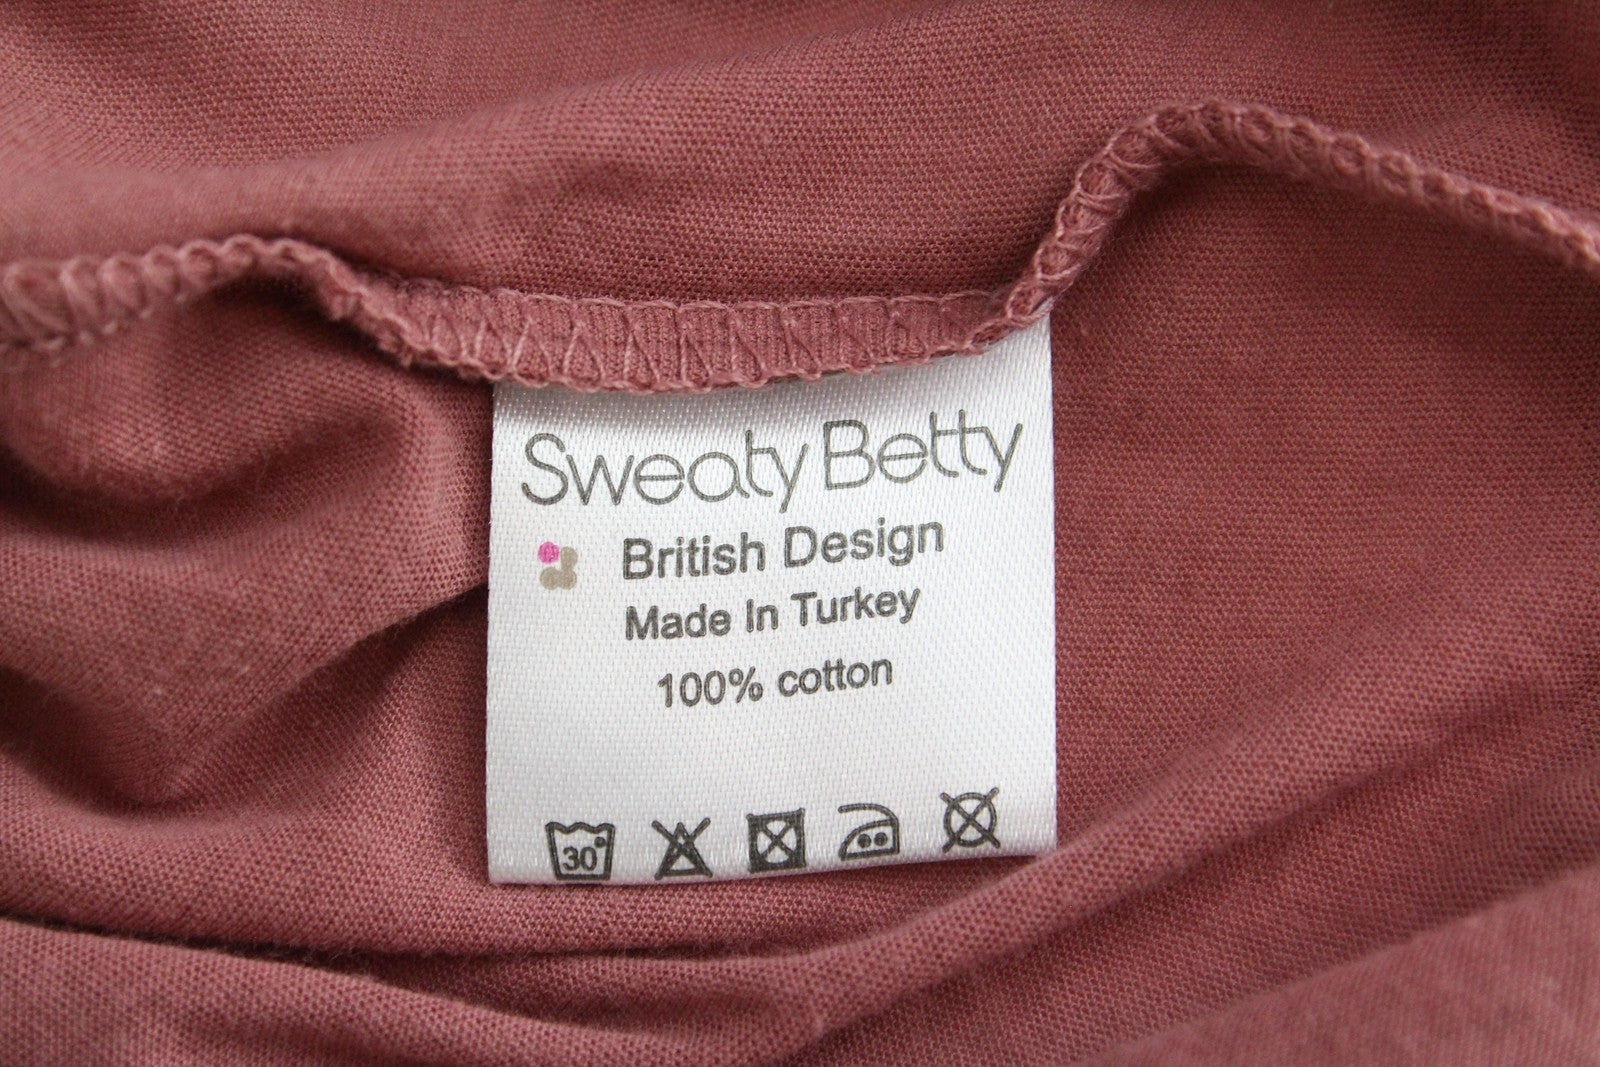 Sweaty Betty
British Design
Made In Turkey
100% cotton
30°